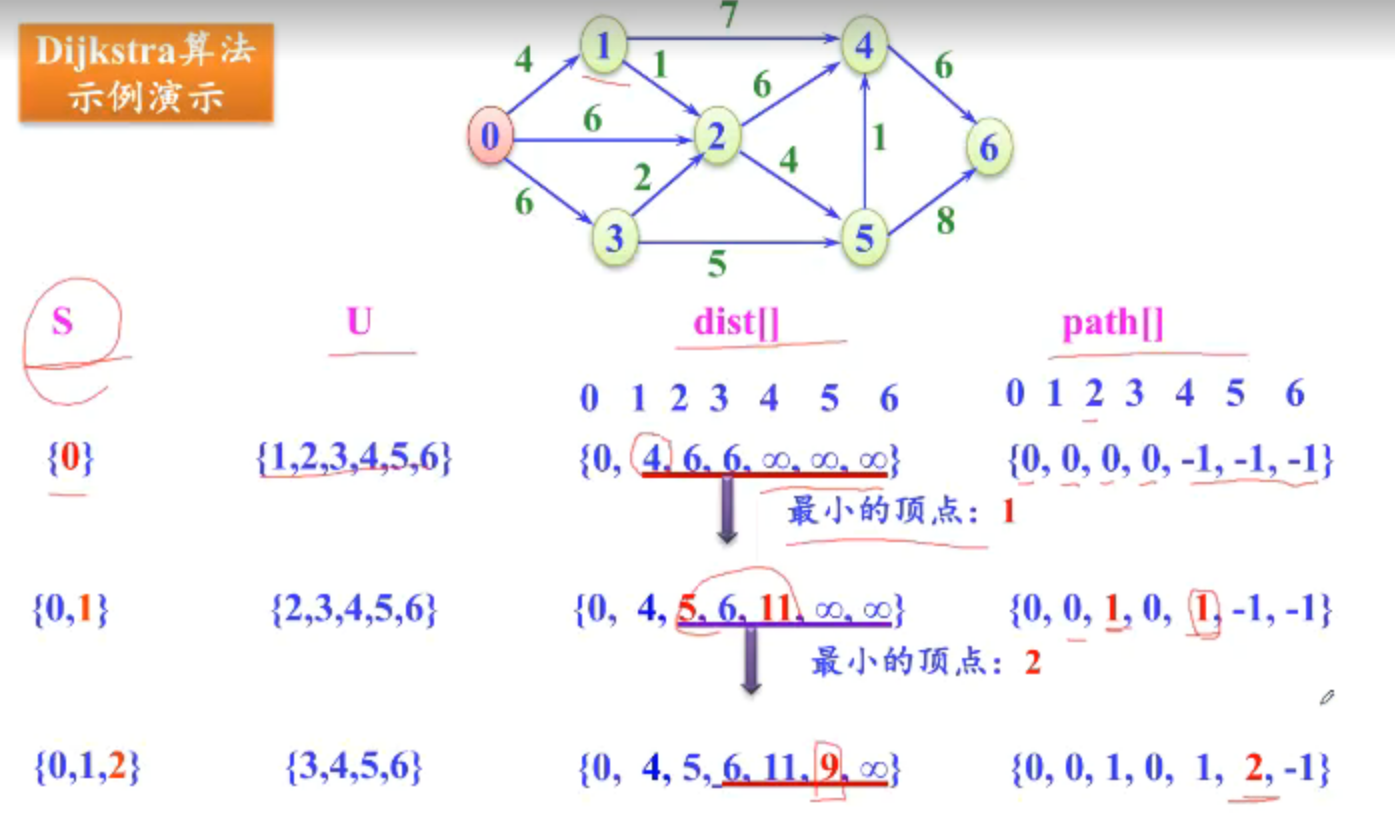 Dijkstra算法
示例演示
7
4
1
1
4
6
6
0
6
2
6
2
4
1
6
6
3
5
8
5
S U dist[] path[]
0 1 2 3 4 5 6 0 1 2 3 4 5 6
{0} {1,2,3,4,5,6} {0, 4, 6, 6, ∞, ∞, ∞} {0, 0, 0, 0, -1, -1, -1}
最小的顶点：1
{0,1} {2,3,4,5,6} {0, 4, 5, 6, 11, ∞, ∞} {0, 0, 1, 0, 1, -1, -1}
最小的顶点：2
{0,1,2} {3,4,5,6} {0, 4, 5, 6, 11, 9, ∞} {0, 0, 1, 0, 1, 2, -1}